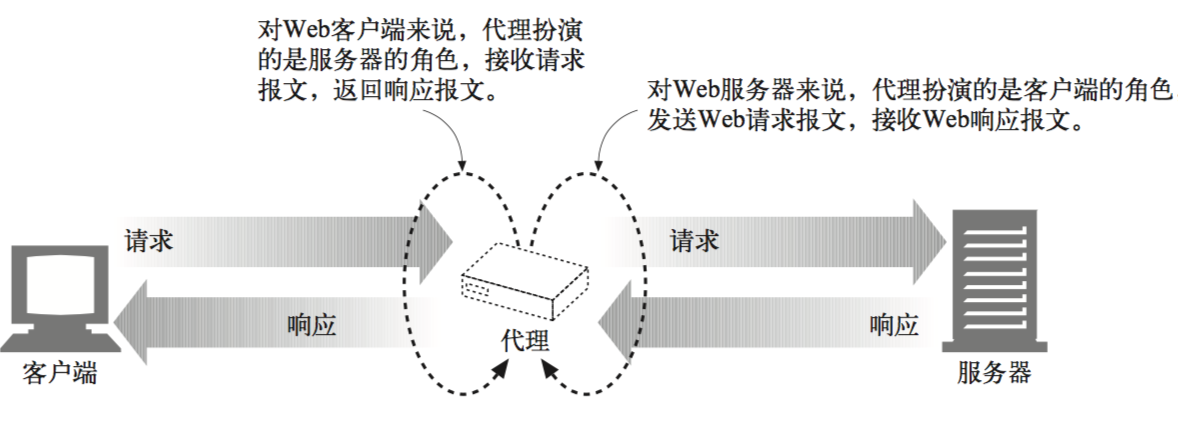 对Web客户端来说，代理扮演
的是服务器的角色，接收请求
报文，返回响应报文。
对Web服务器来说，代理扮演的是客户端的角色，
发送Web请求报文，接收Web响应报文。
请求
请求
响应
响应
代理
客户端
服务器